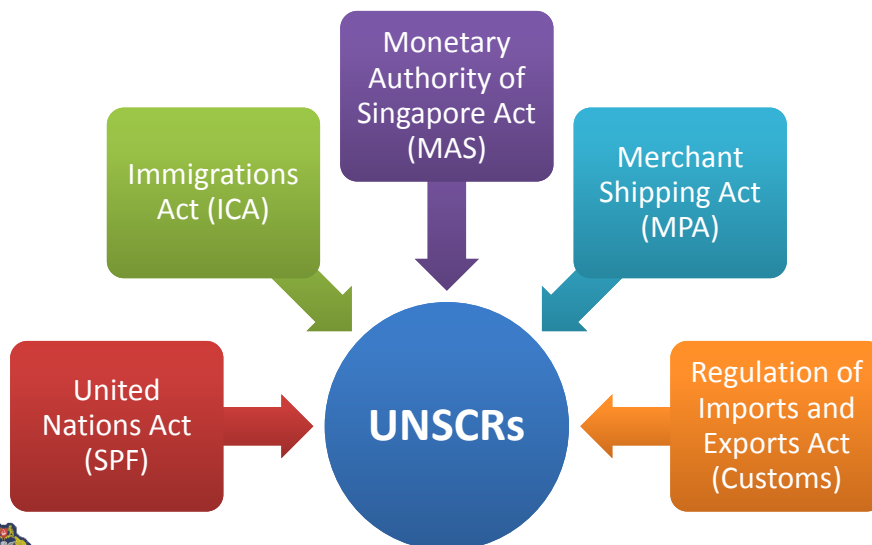 Monetary
Authority of
Singapore Act
(MAS)
Immigrations
Act (ICA)
Merchant
Shipping Act
(MPA)
United
Nations Act
(SPF)
UNSCRs
Regulation of
Imports and
Exports Act
(Customs)